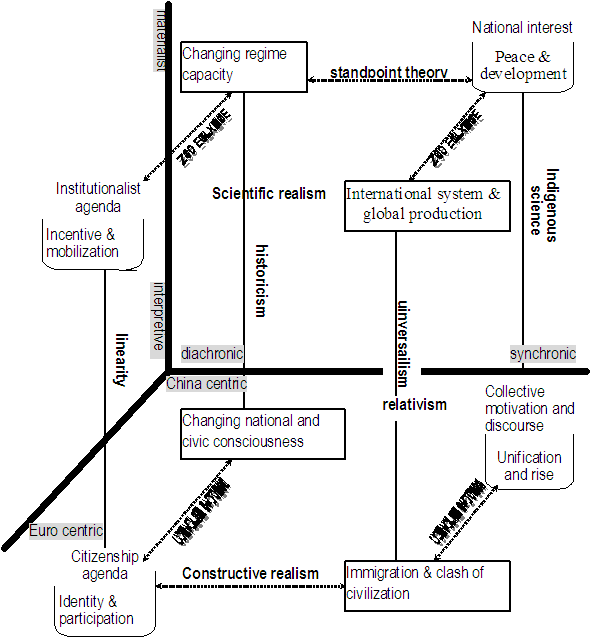 materialist
National interest
Changing regime
capacity
Peace &
development
standpoint theory
Institutionalist
agenda
Scientific realism
International system &
global production
Indigenous
science
Incentive &
mobilization
historicism
interpretive
linearity
uinversailism
diachronic
synchronic
China centric
relativism
Collective
motivation and
discourse
Changing national and
civic consciousness
Unification
and rise
Euro centric
Citizenship
agenda
Constructive realism
Immigration & clash of
civilization
Identity &
participation